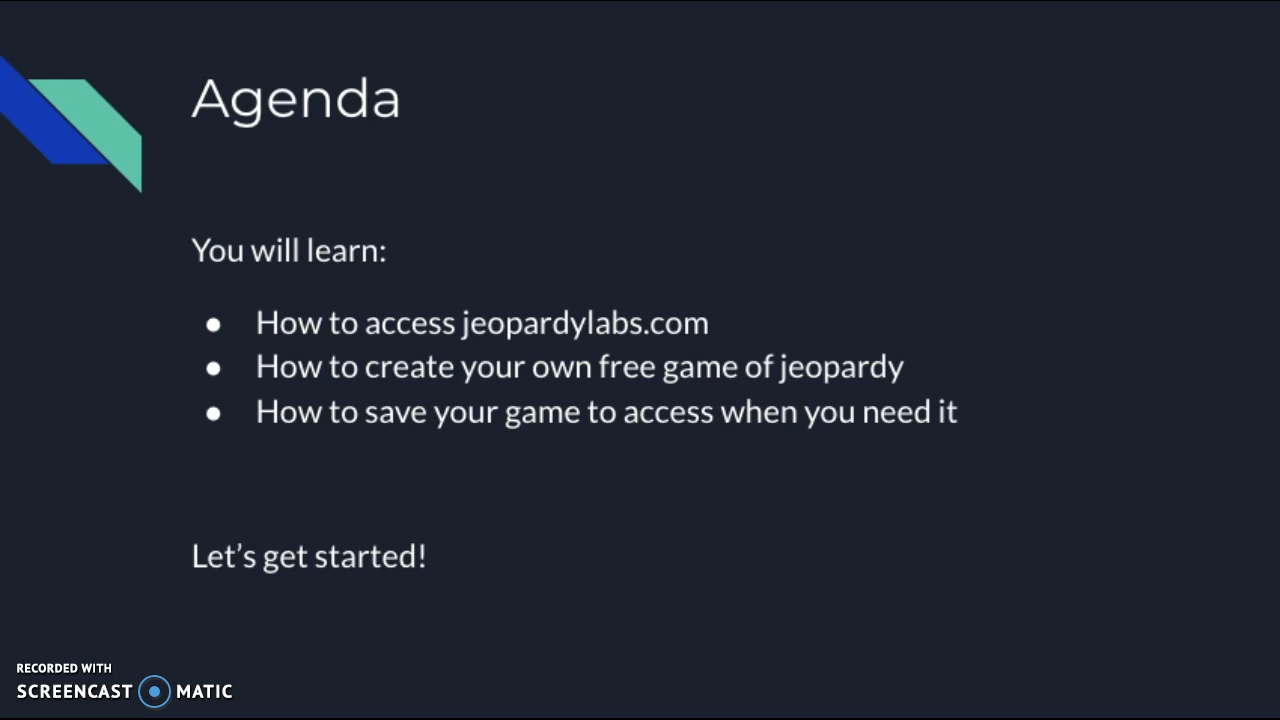 Agenda
You will learn:
● How to access jeopardylabs.com
● How to create your own free game of jeopardy
● How to save your game to access when you need it
Let’s get started!
RECORDED WITH
SCREENCAST MATIC